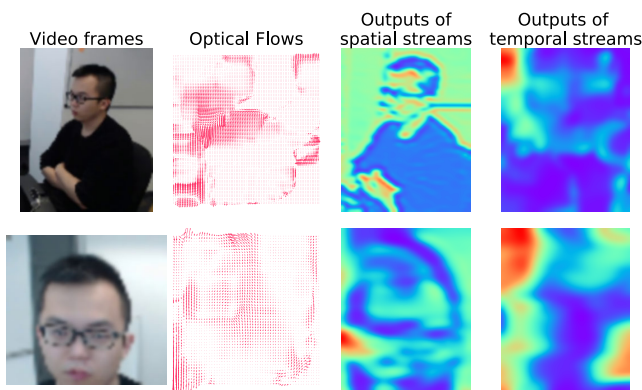 Video frames
Optical Flows
Outputs of
spatial streams
Outputs of
temporal streams